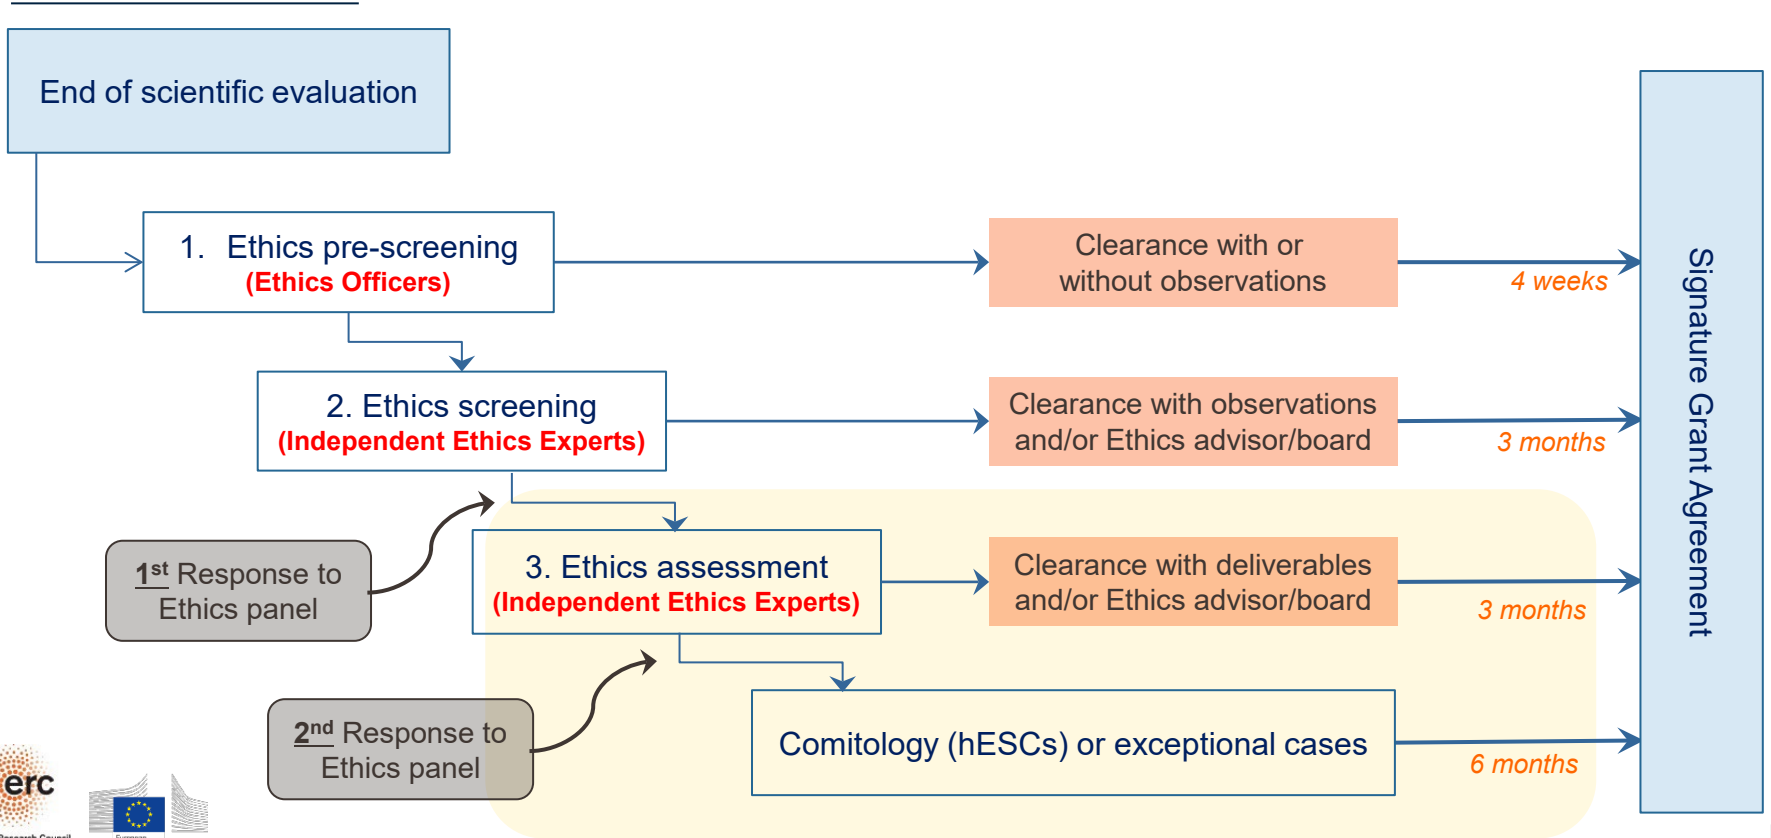 End of scientific evaluation
1. Ethics pre-screening
(Ethics Officers)
Clearance with or
without observations
4 weeks
2. Ethics screening
(Independent Ethics Experts)
Clearance with observations
and/or Ethics advisor/board
3 months
1st Response to
Ethics panel
3. Ethics assessment
(Independent Ethics Experts)
Clearance with deliverables
and/or Ethics advisor/board
3 months
2nd Response to
Ethics panel
Comitology (hESCs) or exceptional cases
6 months
Signature Grant Agreement
erc
Research Council
European